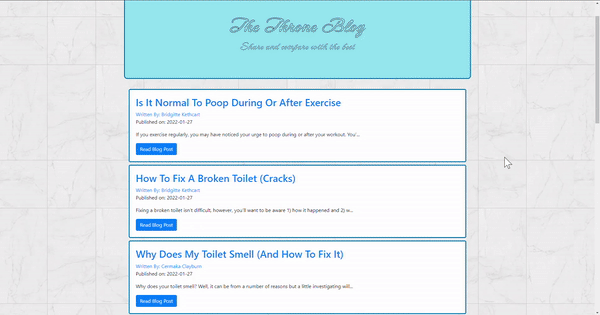 The Throne Blog
Share and compare with the best
Is It Normal To Poop During Or After Exercise
Written By: Bridgitte Kethcart
Published on: 2022-01-27
If you exercise regularly, you may have noticed your urge to poop during or after your workout. You'...
Read Blog Post
How To Fix A Broken Toilet (Cracks)
Written By: Bridgitte Kethcart
Published on: 2022-01-27
Fixing a broken toilet isn't difficult, however, you'll want to be aware 1) how it happened and 2) w...
Read Blog Post
Why Does My Toilet Smell (And How To Fix It)
Written By: Cermaka Clayburn
Published on: 2022-01-27
Why does your toilet smell? Well, it can be from a number of reasons but a little investigating will...
Read Blog Post